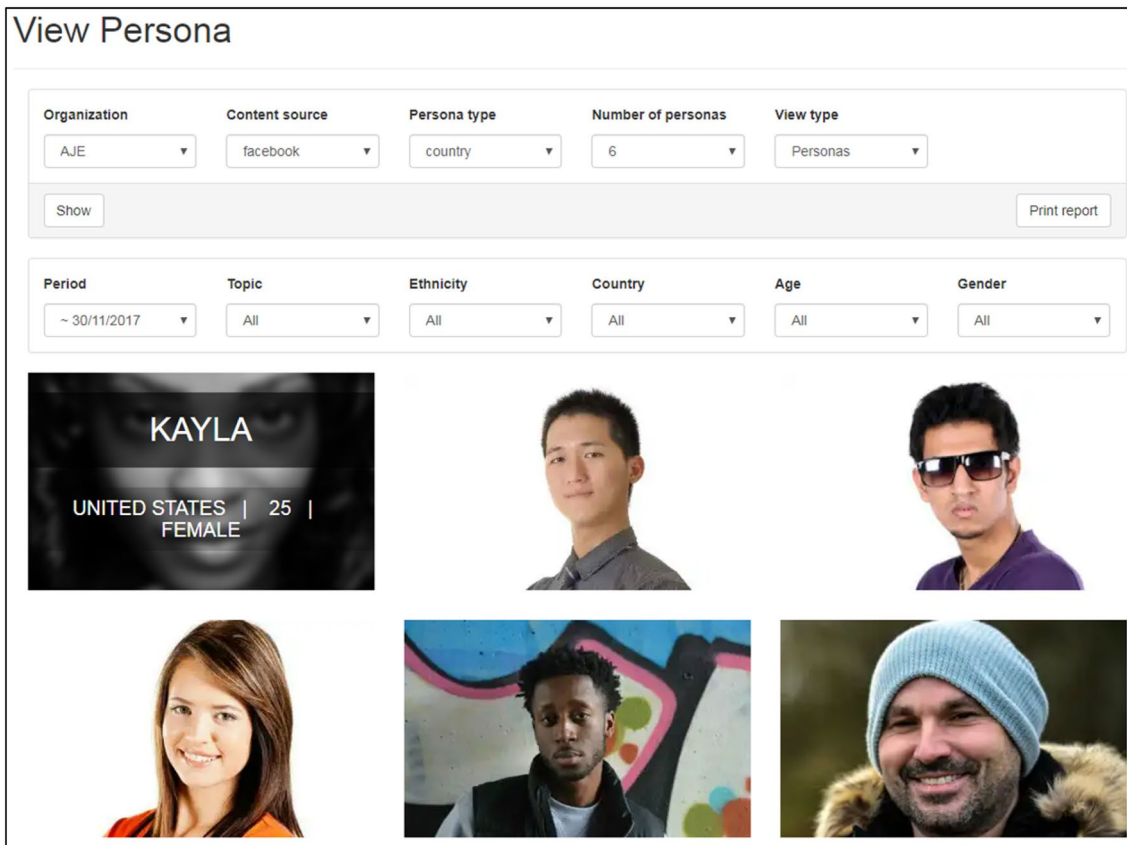 View Persona
Organization Content source Persona type Number of personas View type
AJE facebook country 6 Personas
Show Print report
Period Topic Ethnicity Country Age Gender
~ 30/11/2017 All All All All All
KAYLA
UNITED STATES | 25 |
FEMALE